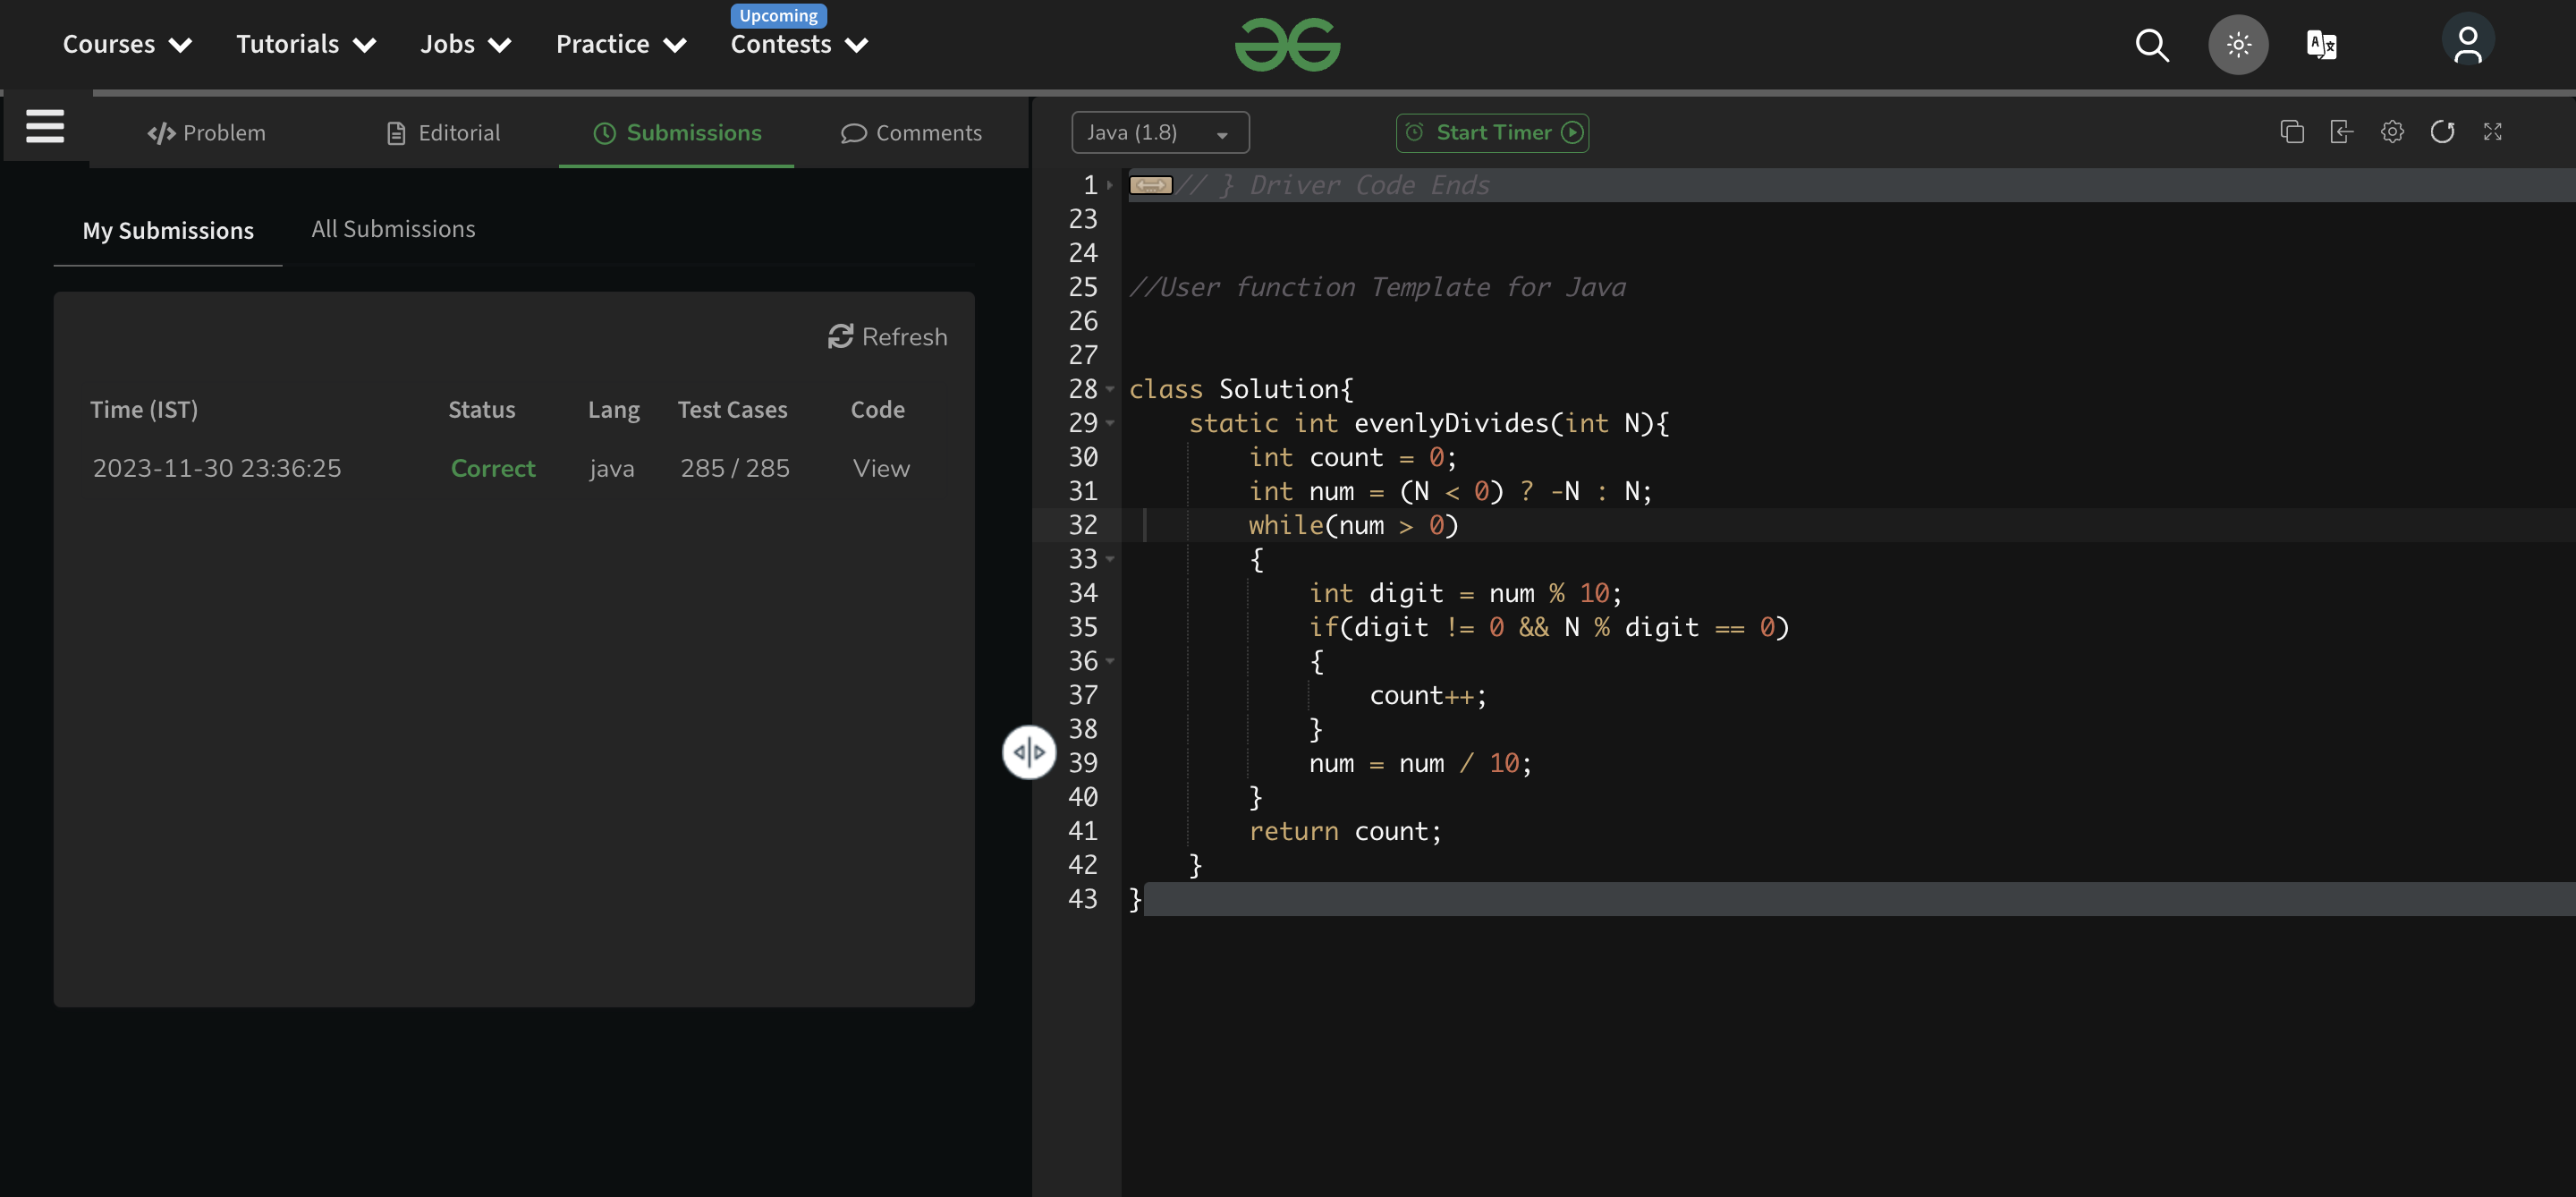 Upcoming
Courses Tutorials Jobs Practice Contests
Problem Editorial Submissions Comments
Java (1.8) Start Timer
My Submissions All Submissions
Refresh
Time (IST) Status Lang Test Cases Code
2023-11-30 23:36:25 Correct java 285 / 285 View
1 // } Driver Code Ends
23
24
25 //User function Template for Java
26
27
28 class Solution{
29     static int evenlyDivides(int N){
30         int count = 0;
31         int num = (N < 0) ? -N : N;
32         while(num > 0)
33         {
34             int digit = num % 10;
35             if(digit != 0 && N % digit == 0)
36             {
37                 count++;
38             }
39             num = num / 10;
40         }
41         return count;
42     }
43 }